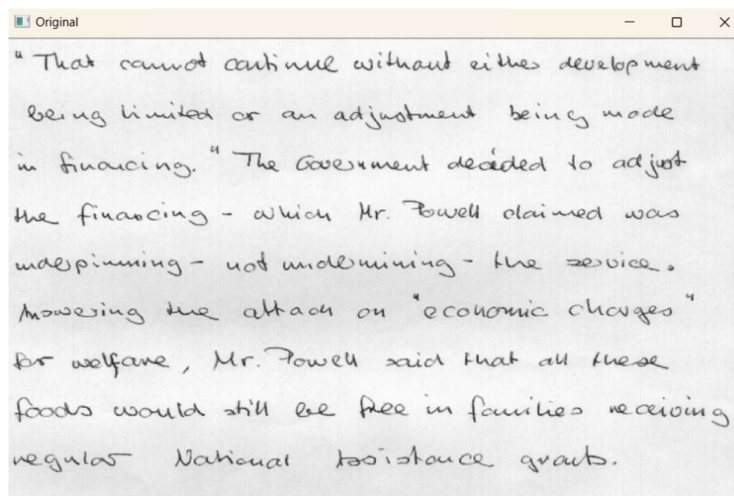 Original
" That cannot continue without either development
being limited or an adjustment being made
in financing. " The Government decided to adjust
the financing - which Mr. Powell claimed was
underpinning - not undermining - the service.
Answering the attack on "economic charges"
for welfare, Mr. Powell said that all these
foods would still be free in families receiving
regular National Assistance grants.